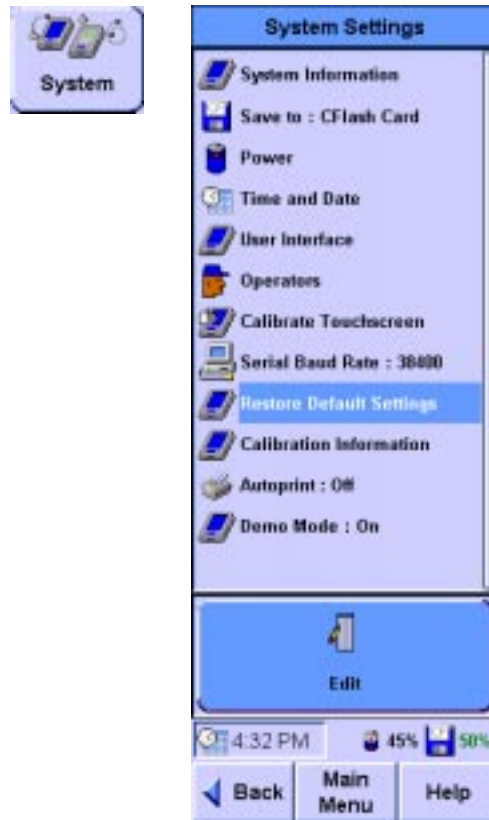 System
System Settings
System Information
Save to : CFlash Card
Power
Time and Date
User Interface
Operators
Calibrate Touchscreen
Serial Baud Rate : 38400
Restore Default Settings
Calibration Information
Autoprint : Off
Demo Mode : On
Edit
4:32 PM 45% 50%
Back Main Menu Help